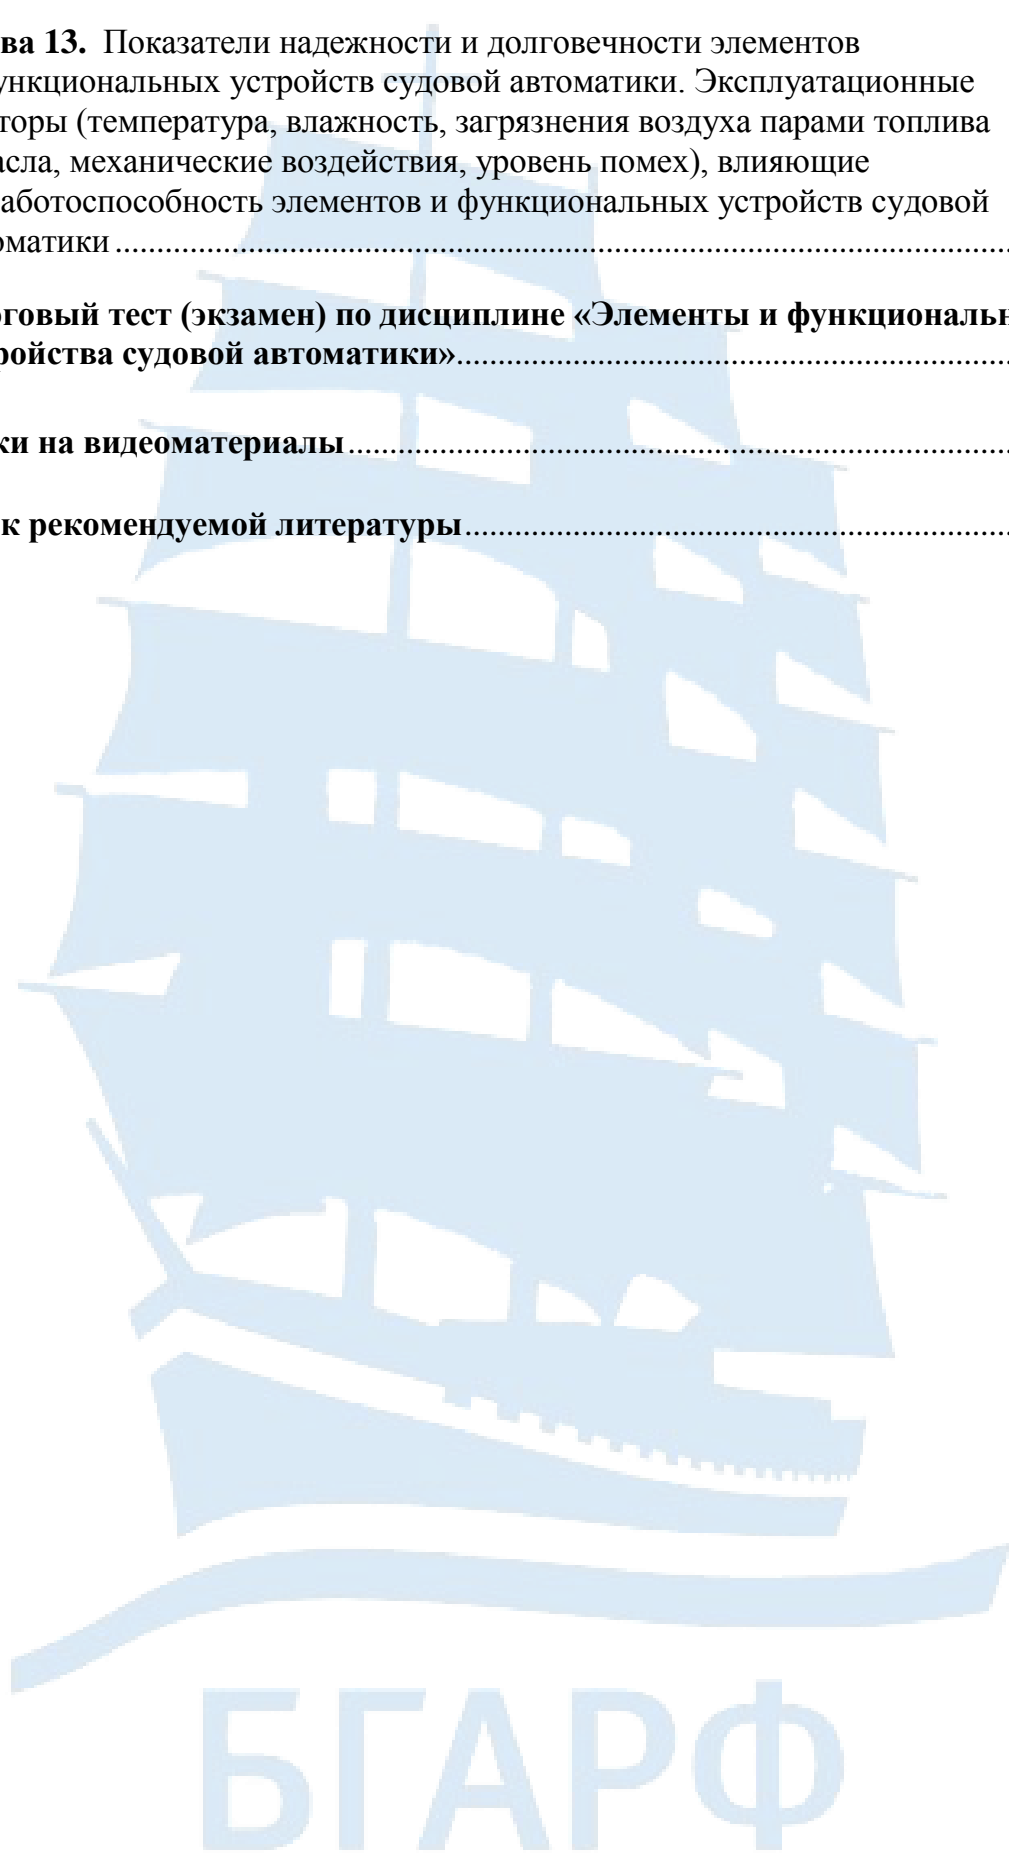 ва 13. Показатели надежности и долговечности элементов
ункциональных устройств судовой автоматики. Эксплуатационные
торы (температура, влажность, загрязнения воздуха парами топлива
асла, механические воздействия, уровень помех), влияющие
аботоспособность элементов и функциональных устройств судовой
оматики ....................................................................................................
оговый тест (экзамен) по дисциплине «Элементы и функциональн
ройства судовой автоматики»..................................................................
ки на видеоматериалы................................................................................
к рекомендуемой литературы..................................................................
БГАРФ